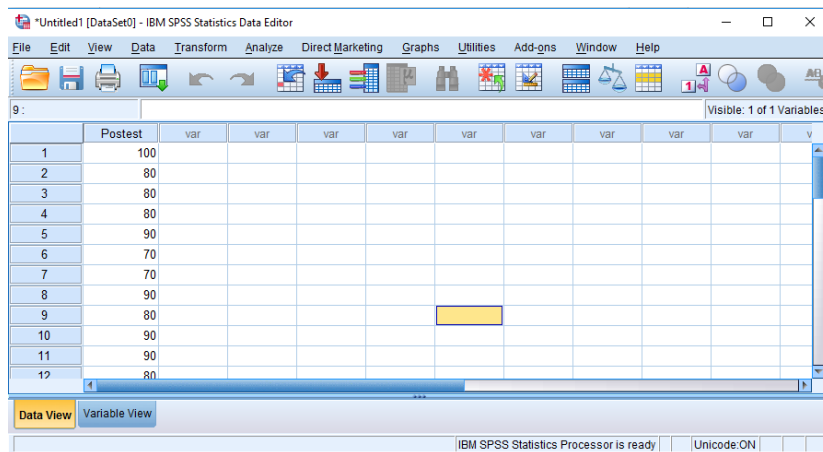 *Untitled1 [DataSet0] - IBM SPSS Statistics Data Editor
File Edit View Data Transform Analyze Direct Marketing Graphs Utilities Add-ons Window Help
9 :
Visible: 1 of 1 Variables
Postest var var var var var var var var var v
1 100
2 80
3 80
4 80
5 90
6 70
7 70
8 90
9 80
10 90
11 90
12 80
Data View Variable View
IBM SPSS Statistics Processor is ready Unicode:ON